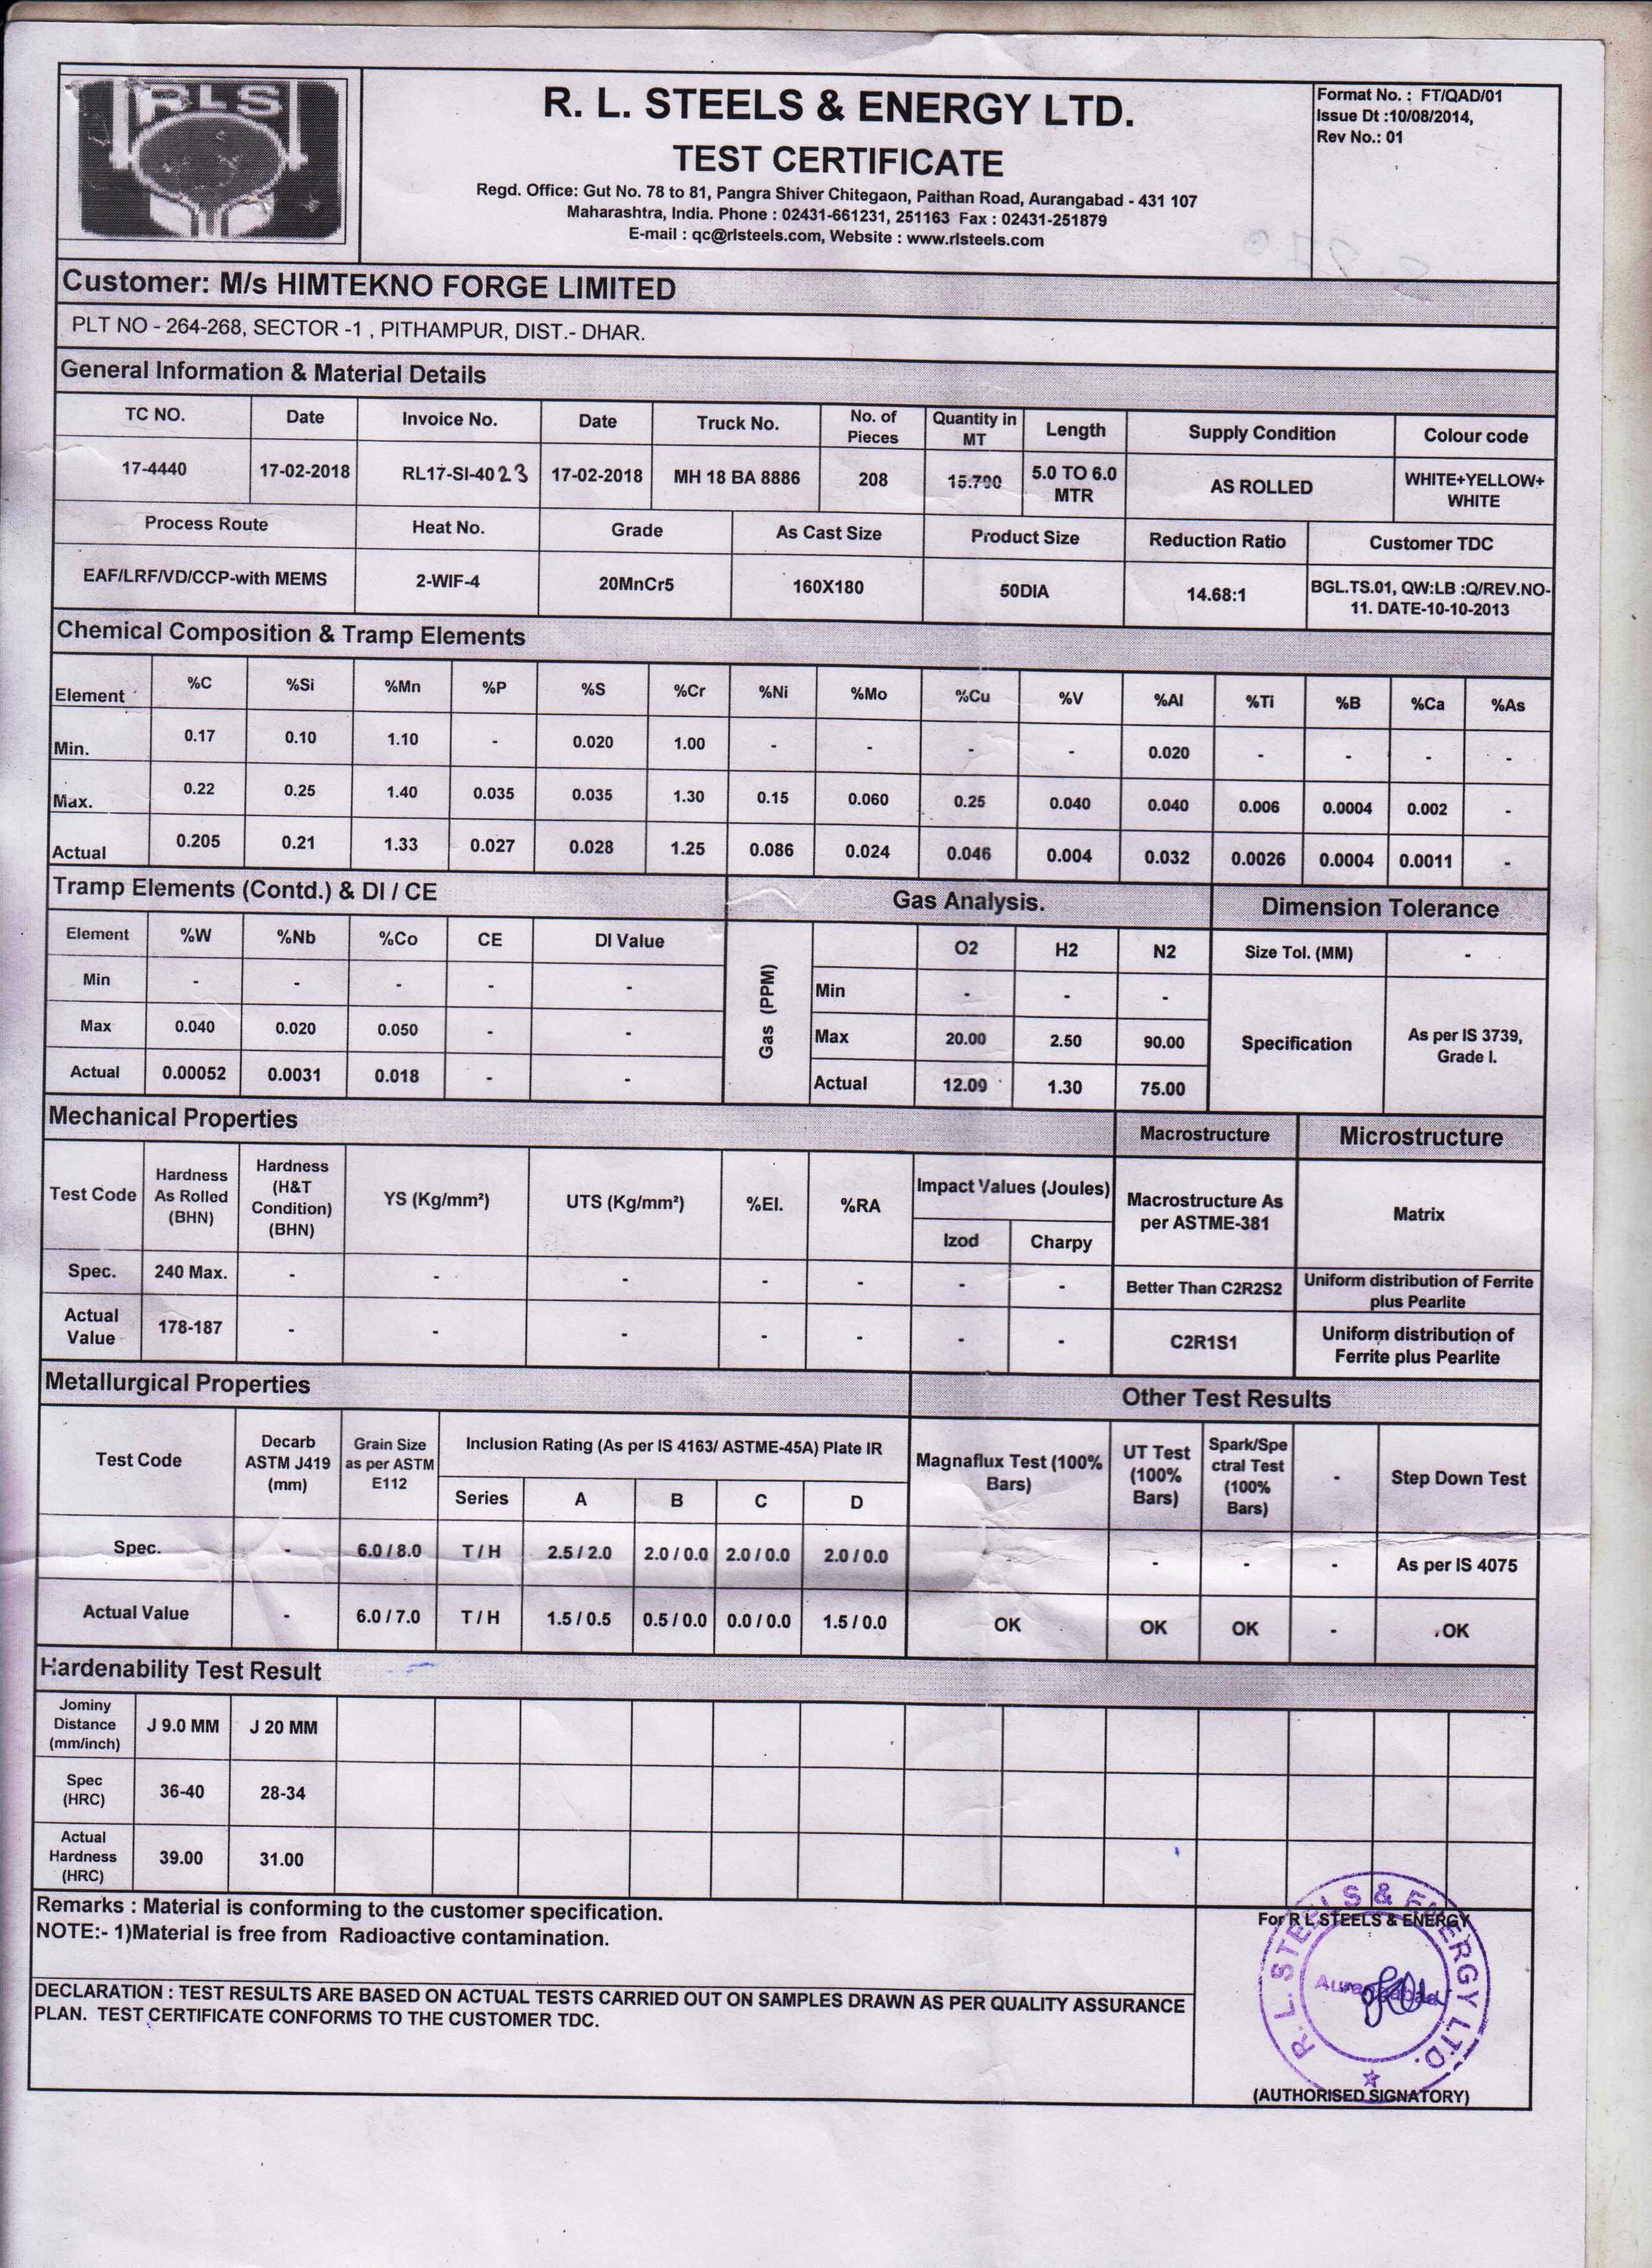 RLS
R. L. STEELS & ENERGY LTD.
TEST CERTIFICATE
Regd. Office: Gut No. 78 to 81, Pangra Shiver Chitegaon, Paithan Road, Aurangabad - 431 107
Maharashtra, India. Phone : 02431-661231, 251163 Fax : 02431-251879
E-mail : qc@rlsteels.com, Website : www.rlsteels.com
Format No. : FT/QAD/01
Issue Dt :10/08/2014,
Rev No.: 01
Customer: M/s HIMTEKNO FORGE LIMITED
PLT NO - 264-268, SECTOR -1 , PITHAMPUR, DIST.- DHAR.
General Information & Material Details
TC NO. Date Invoice No. Date Truck No. No. of Pieces Quantity in MT Length Supply Condition Colour code
17-4440 17-02-2018 RL17-SI-4023 17-02-2018 MH 18 BA 8886 208 15.790 5.0 TO 6.0 MTR AS ROLLED WHITE+YELLOW+ WHITE
Process Route Heat No. Grade As Cast Size Product Size Reduction Ratio Customer TDC
EAF/LRF/VD/CCP-with MEMS 2-WIF-4 20MnCr5 160X180 50DIA 14.68:1 BGL.TS.01, QW:LB :Q/REV.NO- 11. DATE-10-10-2013
Chemical Composition & Tramp Elements
Element %C %Si %Mn %P %S %Cr %Ni %Mo %Cu %V %Al %Ti %B %Ca %As
Min. 0.17 0.10 1.10 - 0.020 1.00 - - - - 0.020 - - - -
Max. 0.22 0.25 1.40 0.035 0.035 1.30 0.15 0.060 0.25 0.040 0.040 0.006 0.0004 0.002 -
Actual 0.205 0.21 1.33 0.027 0.028 1.25 0.086 0.024 0.046 0.004 0.032 0.0026 0.0004 0.0011 -
Tramp Elements (Contd.) & DI / CE
Element %W %Nb %Co CE DI Value
Min - - - - -
Max 0.040 0.020 0.050 - -
Actual 0.00052 0.0031 0.018 - -
Gas Analysis.
Gas (PPM)
O2 H2 N2
Min - - -
Max 20.00 2.50 90.00
Actual 12.00 1.30 75.00
Dimension Tolerance
Size Tol. (MM) -
Specification As per IS 3739, Grade I.
Mechanical Properties
Test Code Hardness As Rolled (BHN) Hardness (H&T Condition) (BHN) YS (Kg/mm²) UTS (Kg/mm²) %El. %RA Impact Values (Joules) Izod Charpy
Spec. 240 Max. - - - - - - -
Actual Value 178-187 - - - - - - -
Macrostructure
Macrostructure As per ASTME-381
Better Than C2R2S2
C2R1S1
Microstructure
Matrix
Uniform distribution of Ferrite plus Pearlite
Uniform distribution of Ferrite plus Pearlite
Metallurgical Properties
Test Code Decarb ASTM J419 (mm) Grain Size as per ASTM E112 Inclusion Rating (As per IS 4163/ ASTME-45A) Plate IR
Series A B C D
Spec. - 6.0 / 8.0 T / H 2.5 / 2.0 2.0 / 0.0 2.0 / 0.0 2.0 / 0.0
Actual Value - 6.0 / 7.0 T / H 1.5 / 0.5 0.5 / 0.0 0.0 / 0.0 1.5 / 0.0
Other Test Results
Magnaflux Test (100% Bars) UT Test (100% Bars) Spark/Spe ctral Test (100% Bars) - Step Down Test
- - - - As per IS 4075
OK OK OK - OK
Hardenability Test Result
Jominy Distance (mm/inch) J 9.0 MM J 20 MM
Spec (HRC) 36-40 28-34
Actual Hardness (HRC) 39.00 31.00
Remarks : Material is conforming to the customer specification.
NOTE:- 1)Material is free from Radioactive contamination.
DECLARATION : TEST RESULTS ARE BASED ON ACTUAL TESTS CARRIED OUT ON SAMPLES DRAWN AS PER QUALITY ASSURANCE
PLAN. TEST CERTIFICATE CONFORMS TO THE CUSTOMER TDC.
For R L STEELS & ENERGY
R. L. STEELS & ENERGY LTD.
Aurangabad
(AUTHORISED SIGNATORY)